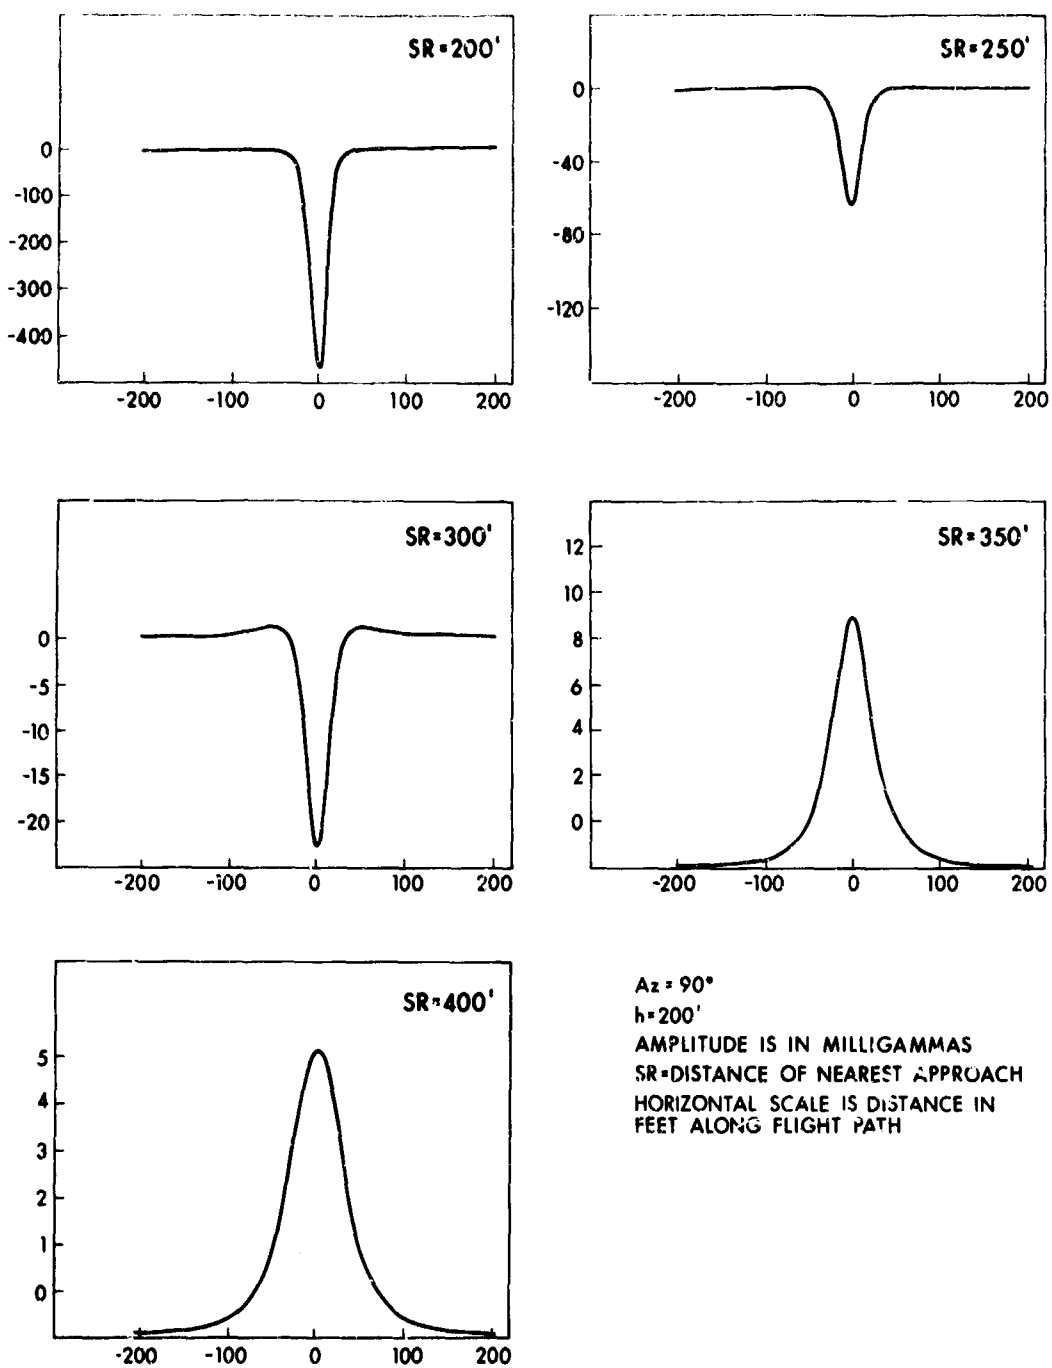 SR=200'
0
-100
-200
-300
-400
-200 -100 0 100 200
SR=250'
0
-40
-80
-120
-200 -100 0 100 200
SR=300'
0
-5
-10
-15
-20
-200 -100 0 100 200
SR=350'
12
10
8
6
4
2
0
-200 -100 0 100 200
SR=400'
5
4
3
2
1
0
-200 -100 0 100 200
Az = 90°
h=200'
AMPLITUDE IS IN MILLIGAMMAS
SR=DISTANCE OF NEAREST APPROACH
HORIZONTAL SCALE IS DISTANCE IN
FEET ALONG FLIGHT PATH